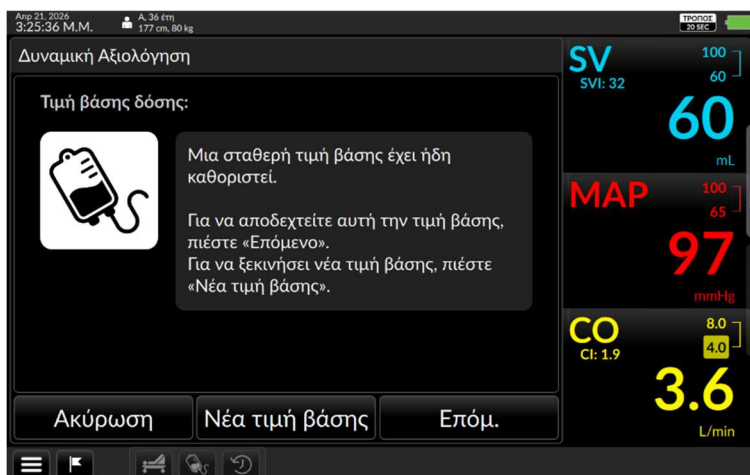 Απρ 21, 2026
3:25:36 Μ.Μ.
Α, 36 έτη
177 cm, 80 kg
ΤΡΟΠΟΣ
20 SEC
Δυναμική Αξιολόγηση
Τιμή βάσης δόσης:
Μια σταθερή τιμή βάσης έχει ήδη
καθοριστεί.
Για να αποδεχτείτε αυτή την τιμή βάσης,
πιέστε «Επόμενο».
Για να ξεκινήσει νέα τιμή βάσης, πιέστε
«Νέα τιμή βάσης».
Ακύρωση
Νέα τιμή βάσης
Επόμ.
SV
SVI: 32
100
60
60
mL
MAP
100
65
97
mmHg
CO
CI: 1.9
8.0
4.0
3.6
L/min